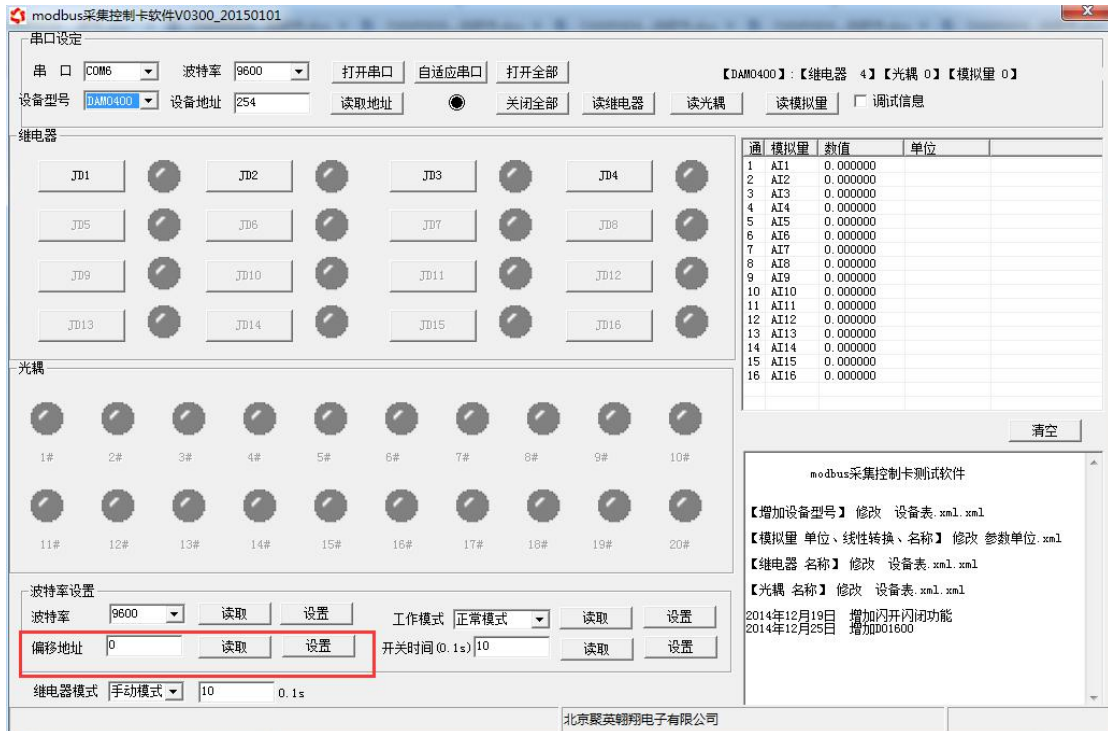 modbus采集控制卡软件V0300_20150101
串口设定
串 口 COM6 波特率 9600 打开串口 自适应串口 打开全部 【DAM0400】:【继电器 4】【光耦 0】【模拟量 0】
设备型号 DAM0400 设备地址 254 读取地址 关闭全部 读继电器 读光耦 读模拟量 调试信息
继电器
JD1 JD2 JD3 JD4
JD5 JD6 JD7 JD8
JD9 JD10 JD11 JD12
JD13 JD14 JD15 JD16
通 模拟量 数值 单位
1 AI1 0.000000
2 AI2 0.000000
3 AI3 0.000000
4 AI4 0.000000
5 AI5 0.000000
6 AI6 0.000000
7 AI7 0.000000
8 AI8 0.000000
9 AI9 0.000000
10 AI10 0.000000
11 AI11 0.000000
12 AI12 0.000000
13 AI13 0.000000
14 AI14 0.000000
15 AI15 0.000000
16 AI16 0.000000
清空
光耦
1# 2# 3# 4# 5# 6# 7# 8# 9# 10#
11# 12# 13# 14# 15# 16# 17# 18# 19# 20#
modbus采集控制卡测试软件
【增加设备型号】 修改 设备表.xml.xml
【模拟量 单位、线性转换、名称】 修改 参数单位.xml
【继电器 名称】 修改 设备表.xml.xml
【光耦 名称】 修改 设备表.xml.xml
2014年12月19日 增加闪开闪闭功能
2014年12月25日 增加DO1600
波特率设置
波特率 9600 读取 设置 工作模式 正常模式 读取 设置
偏移地址 0 读取 设置 开关时间(0.1s) 10 读取 设置
继电器模式 手动模式 10 0.1s
北京聚英翱翔电子有限公司